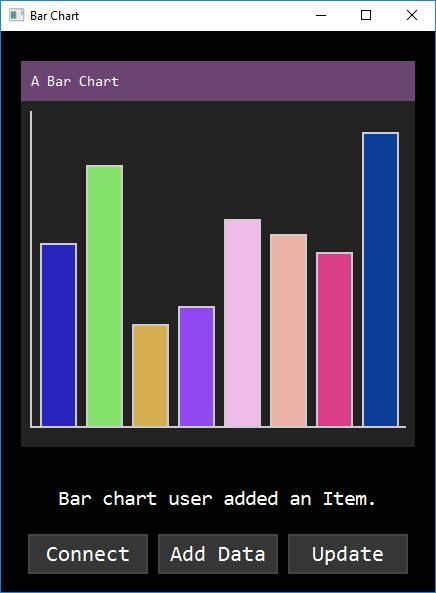 Bar Chart
A Bar Chart
Bar chart user added an Item.
Connect
Add Data
Update